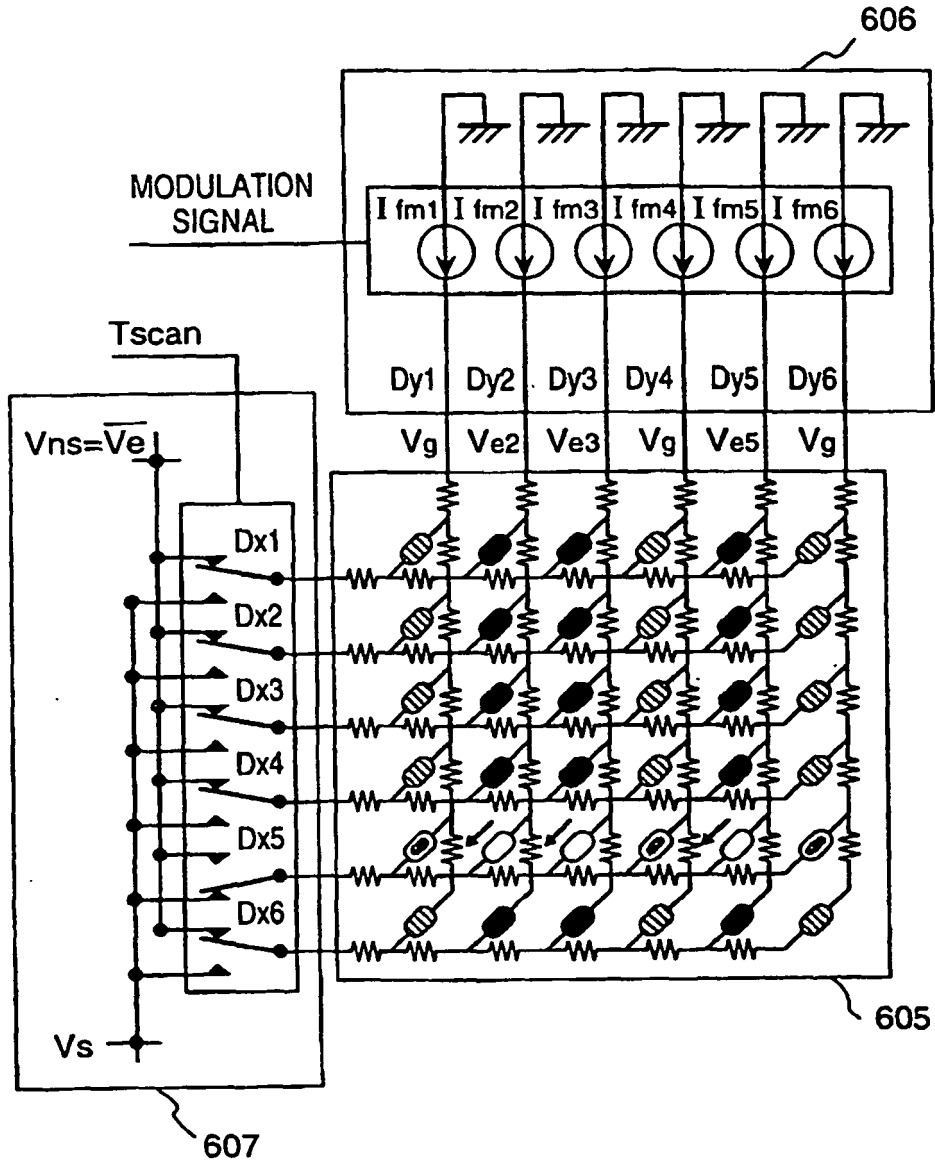 606
MODULATION
SIGNAL
I fm1 I fm2 I fm3 I fm4 I fm5 I fm6
Tscan
Dy1 Dy2 Dy3 Dy4 Dy5 Dy6
Vns=V̅e̅
Vg Ve2 Ve3 Vg Ve5 Vg
Dx1
Dx2
Dx3
Dx4
Dx5
Dx6
Vs
605
607